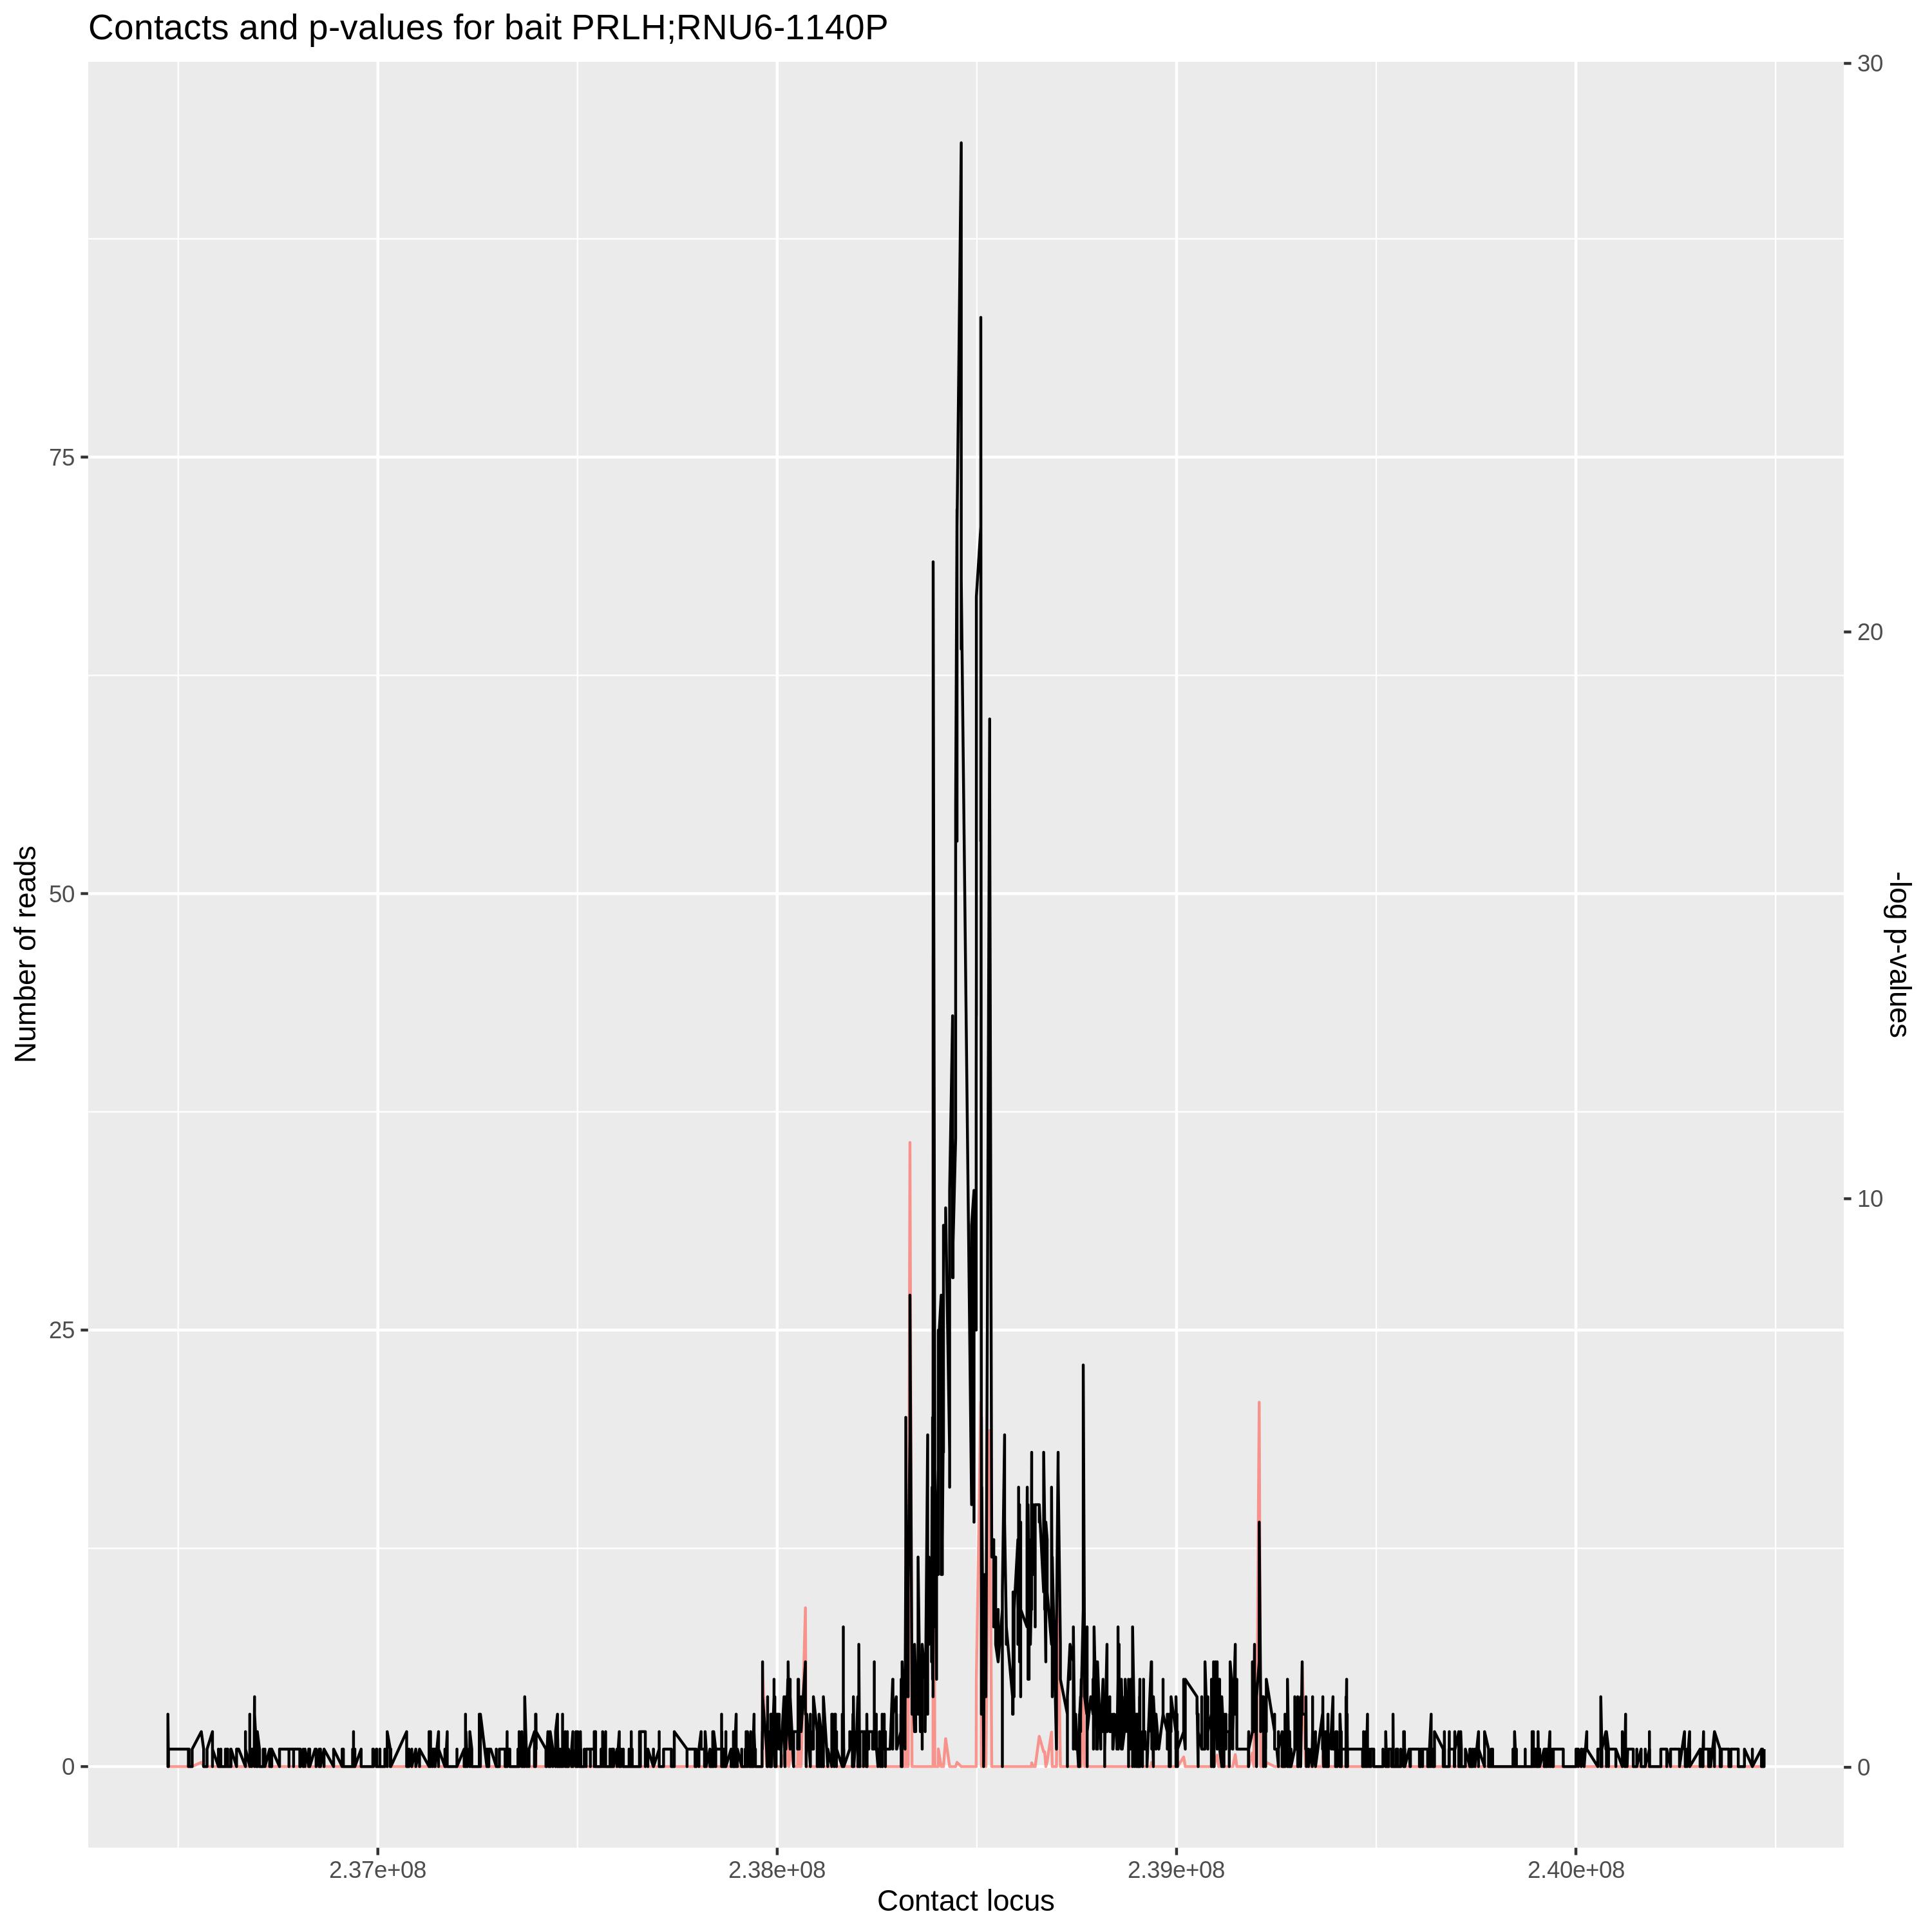 Contacts and p-values for bait PRLH;RNU6-1140P
30
20
10
0
75
50
25
0
Number of reads
-log p-values
2.37e+08 2.38e+08 2.39e+08 2.40e+08
Contact locus